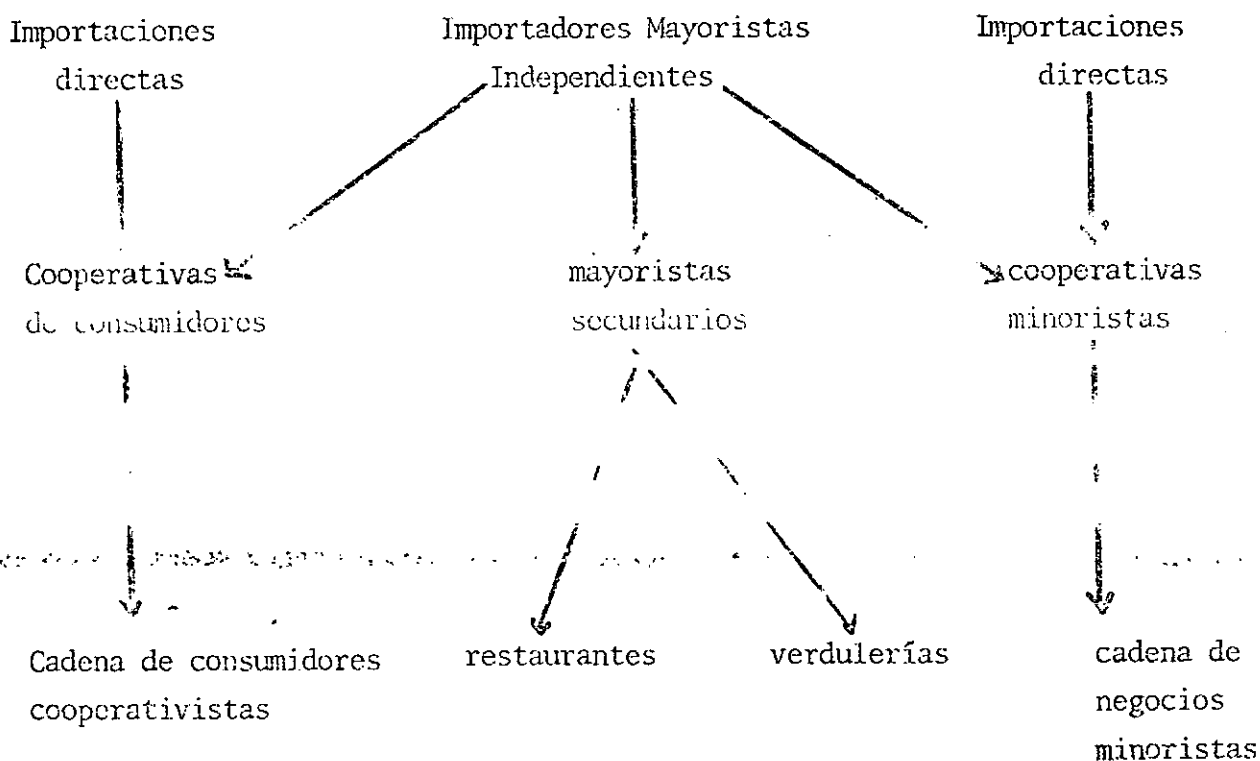 Importaciones
directas
Importadores Mayoristas
Independientes
Importaciones
directas
Cooperativas
de consumidores
mayoristas
secundarios
cooperativas
minoristas
Cadena de consumidores
cooperativistas
restaurantes
verdulerías
cadena de
negocios
minoristas